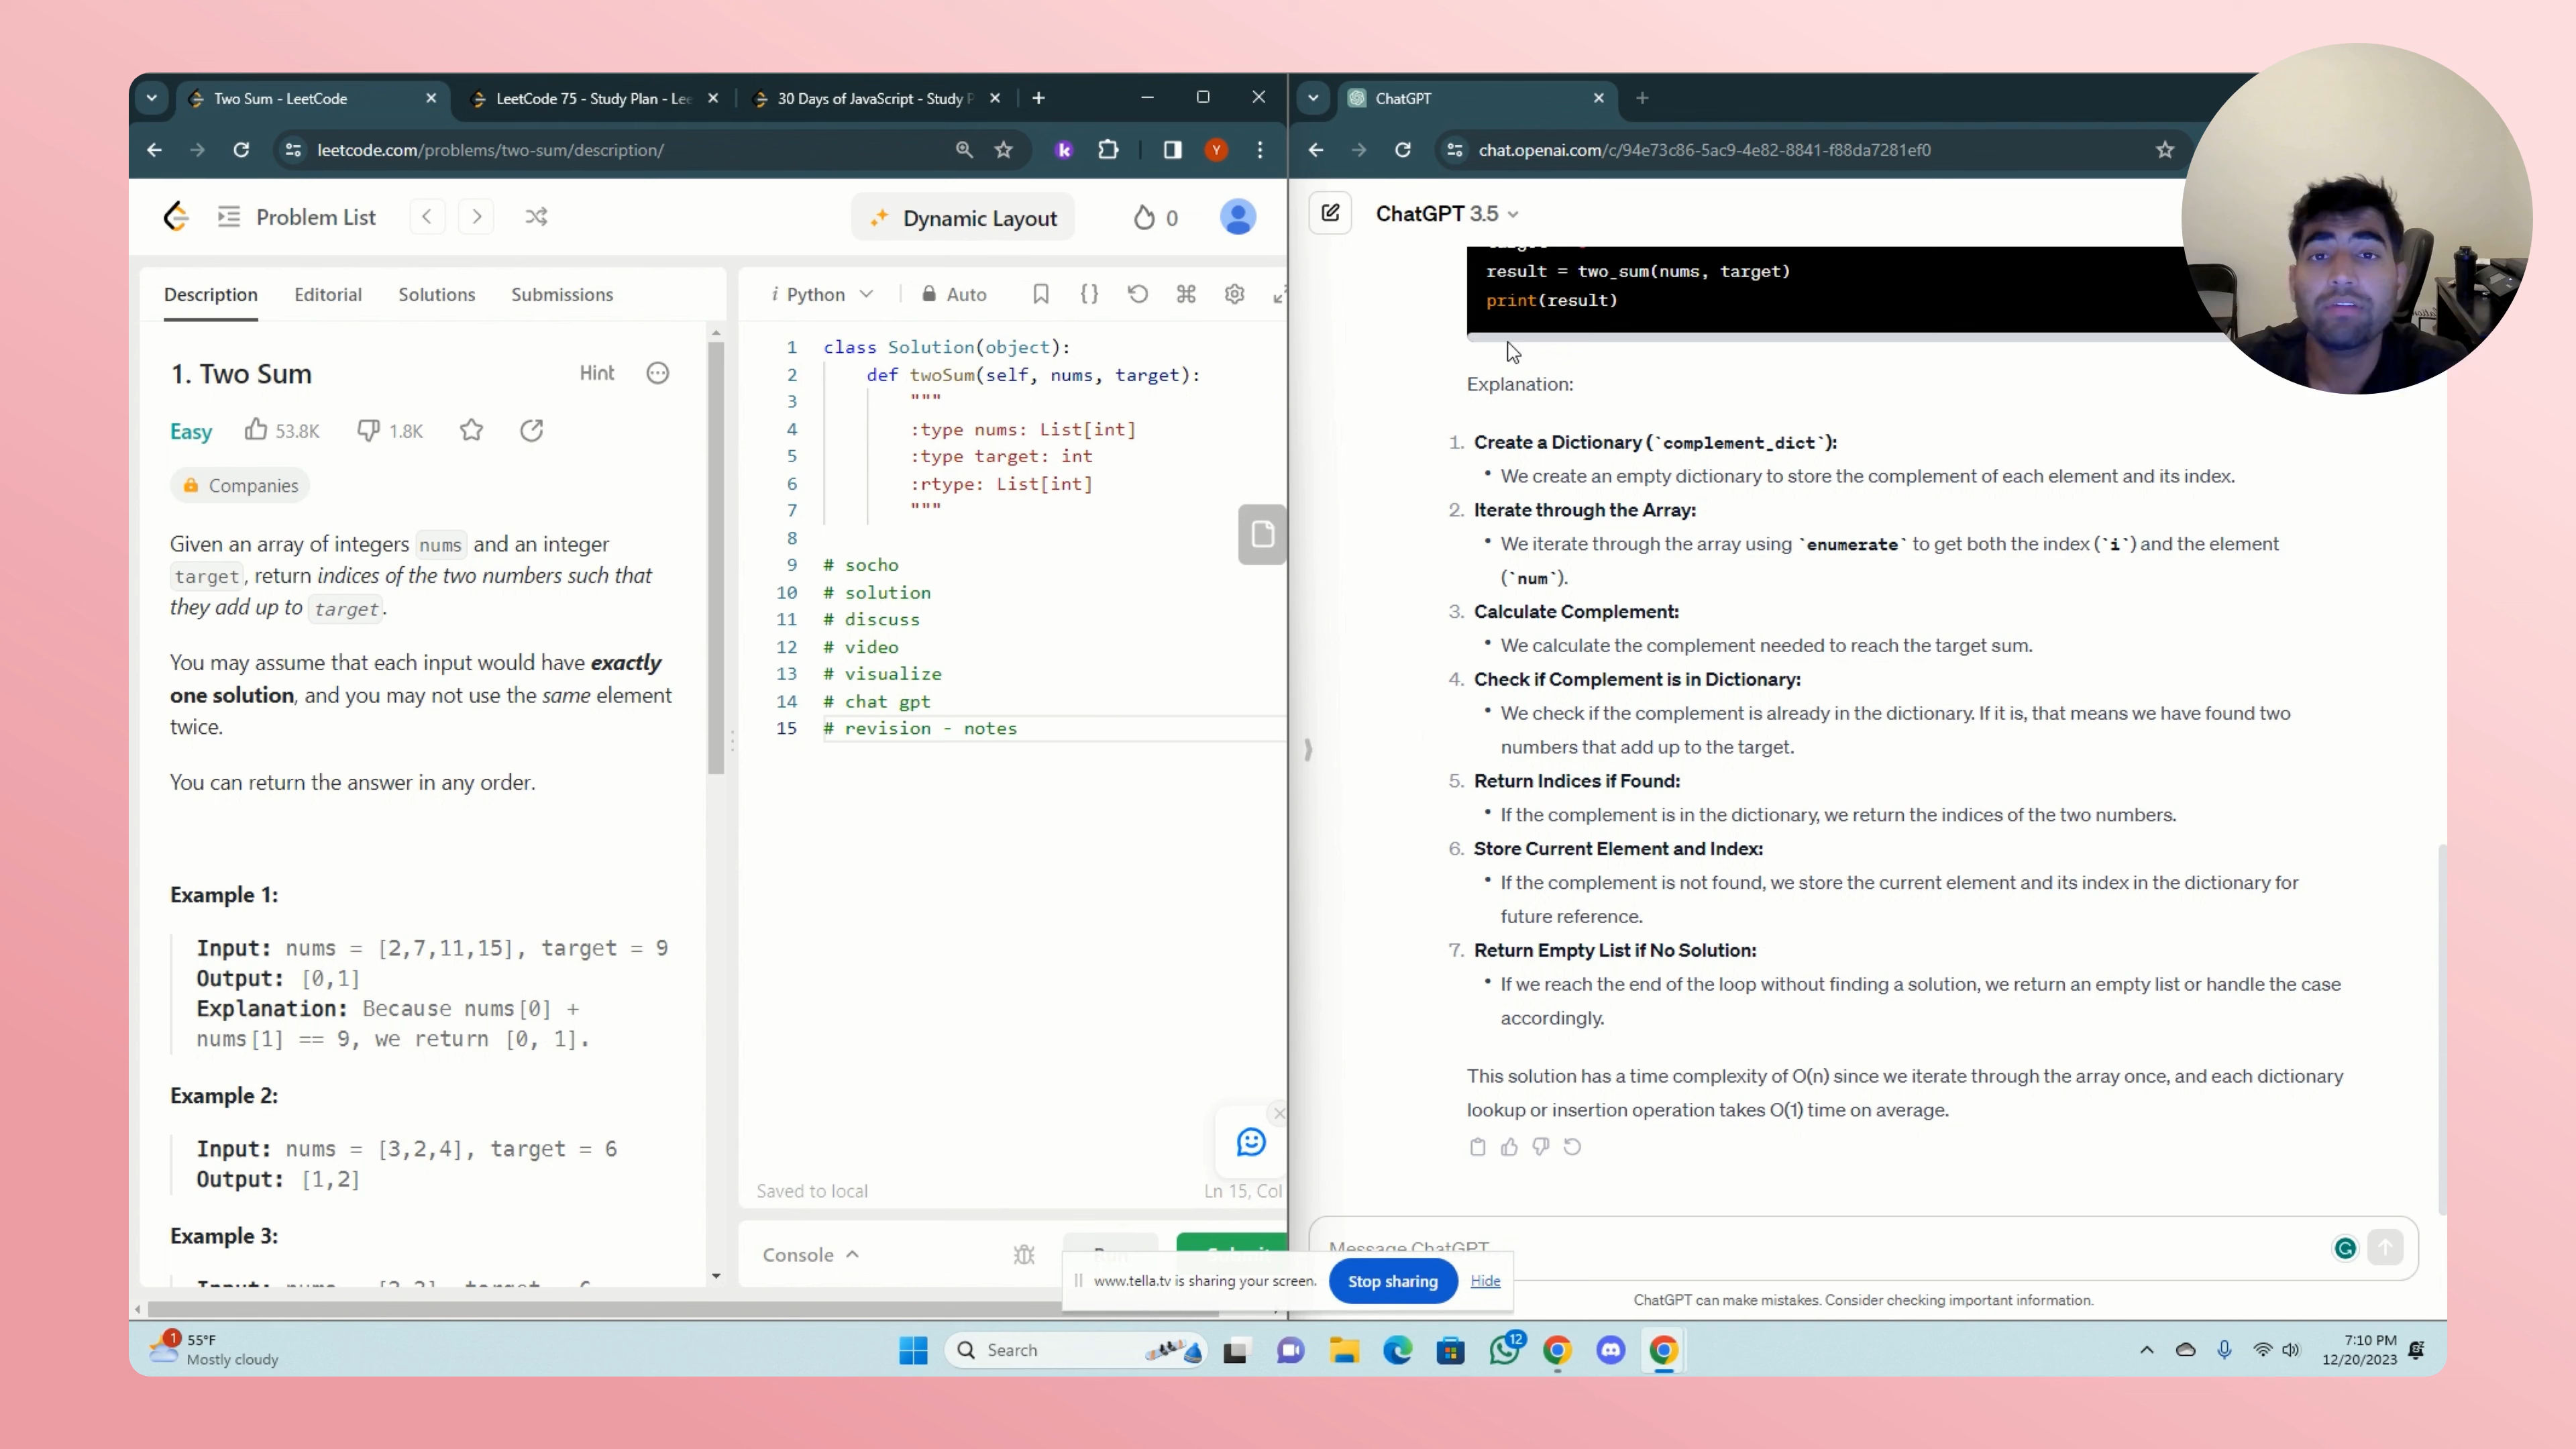 Two Sum - LeetCode
LeetCode 75 - Study Plan - Lee
30 Days of JavaScript - Study P
leetcode.com/problems/two-sum/description/
k
Y
Problem List
Dynamic Layout
0
Description
Editorial
Solutions
Submissions
1. Two Sum
Hint
Easy
53.8K
1.8K
Companies
Given an array of integers nums and an integer
target, return indices of the two numbers such that
they add up to target.
You may assume that each input would have exactly
one solution, and you may not use the same element
twice.
You can return the answer in any order.
Example 1:
Input: nums = [2,7,11,15], target = 9
Output: [0,1]
Explanation: Because nums[0] +
nums[1] == 9, we return [0, 1].
Example 2:
Input: nums = [3,2,4], target = 6
Output: [1,2]
Example 3:
i Python
Auto
1 class Solution(object):
2 def twoSum(self, nums, target):
3 """
4 :type nums: List[int]
5 :type target: int
6 :rtype: List[int]
7 """
8
9 # socho
10 # solution
11 # discuss
12 # video
13 # visualize
14 # chat gpt
15 # revision - notes
Saved to local
Ln 15, Col
Console
ChatGPT
chat.openai.com/c/94e73c86-5ac9-4e82-8841-f88da7281ef0
ChatGPT 3.5
result = two_sum(nums, target)
print(result)
Explanation:
1. Create a Dictionary (`complement_dict`):
• We create an empty dictionary to store the complement of each element and its index.
2. Iterate through the Array:
• We iterate through the array using `enumerate` to get both the index (`i`) and the element
(`num`).
3. Calculate Complement:
• We calculate the complement needed to reach the target sum.
4. Check if Complement is in Dictionary:
• We check if the complement is already in the dictionary. If it is, that means we have found two
numbers that add up to the target.
5. Return Indices if Found:
• If the complement is in the dictionary, we return the indices of the two numbers.
6. Store Current Element and Index:
• If the complement is not found, we store the current element and its index in the dictionary for
future reference.
7. Return Empty List if No Solution:
• If we reach the end of the loop without finding a solution, we return an empty list or handle the case
accordingly.
This solution has a time complexity of O(n) since we iterate through the array once, and each dictionary
lookup or insertion operation takes O(1) time on average.
Message ChatGPT
www.tella.tv is sharing your screen.
Stop sharing
Hide
ChatGPT can make mistakes. Consider checking important information.
1
55°F
Mostly cloudy
Search
12
7:10 PM
12/20/2023